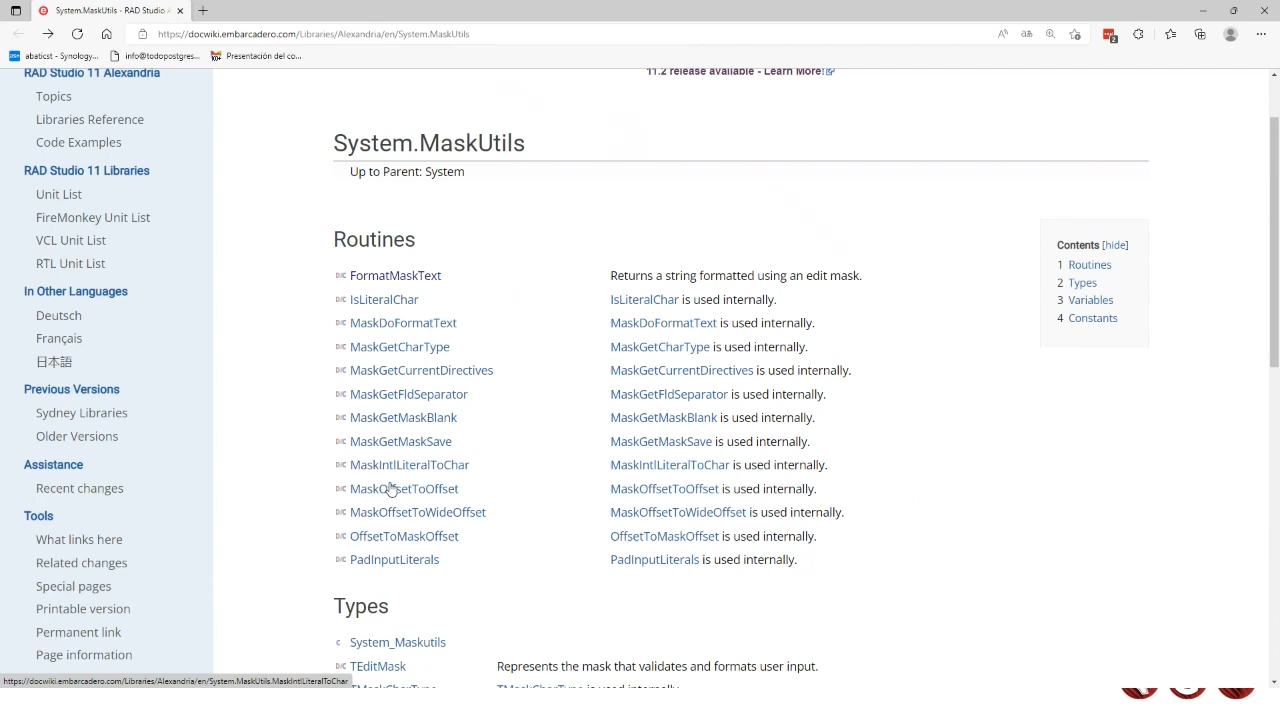 System.MaskUtils - RAD Studio
https://docwiki.embarcadero.com/Libraries/Alexandria/en/System.MaskUtils
abaticst - Synology...
info@todopostgres...
Presentación del co...
RAD Studio 11 Alexandria
Topics
Libraries Reference
Code Examples
RAD Studio 11 Libraries
Unit List
FireMonkey Unit List
VCL Unit List
RTL Unit List
In Other Languages
Deutsch
Français
日本語
Previous Versions
Sydney Libraries
Older Versions
Assistance
Recent changes
Tools
What links here
Related changes
Special pages
Printable version
Permanent link
Page information
11.2 release available - Learn More!
System.MaskUtils
Up to Parent: System
Routines
FormatMaskText Returns a string formatted using an edit mask.
IsLiteralChar IsLiteralChar is used internally.
MaskDoFormatText MaskDoFormatText is used internally.
MaskGetCharType MaskGetCharType is used internally.
MaskGetCurrentDirectives MaskGetCurrentDirectives is used internally.
MaskGetFldSeparator MaskGetFldSeparator is used internally.
MaskGetMaskBlank MaskGetMaskBlank is used internally.
MaskGetMaskSave MaskGetMaskSave is used internally.
MaskIntlLiteralToChar MaskIntlLiteralToChar is used internally.
MaskOffsetToOffset MaskOffsetToOffset is used internally.
MaskOffsetToWideOffset MaskOffsetToWideOffset is used internally.
OffsetToMaskOffset OffsetToMaskOffset is used internally.
PadInputLiterals PadInputLiterals is used internally.
Types
System_Maskutils
TEditMask Represents the mask that validates and formats user input.
TMaskCharType TMaskCharType is used internally.
Contents [hide]
1 Routines
2 Types
3 Variables
4 Constants
https://docwiki.embarcadero.com/Libraries/Alexandria/en/System.MaskUtils.MaskIntlLiteralToChar